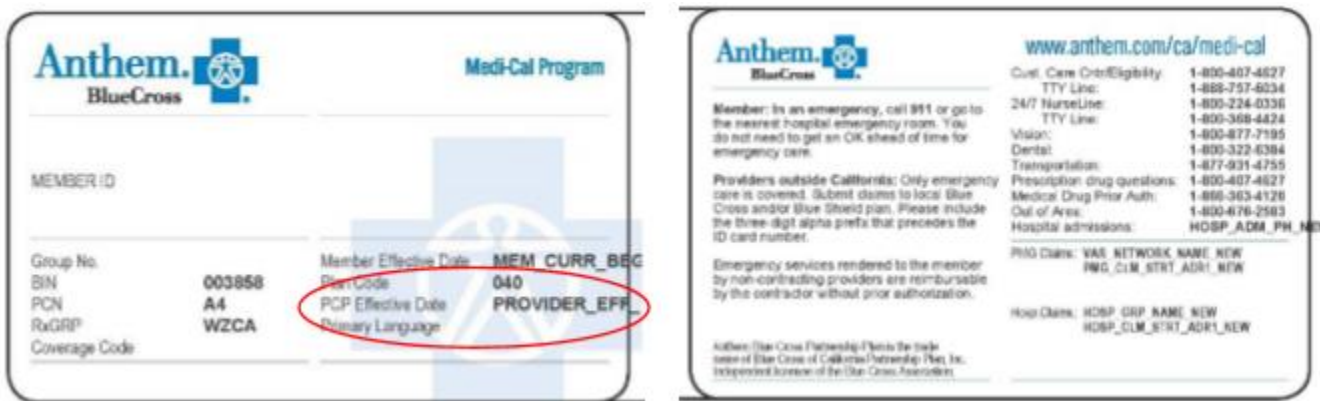 Anthem.
BlueCross
Medi-Cal Program
MEMBER ID
Group No.
BIN 003858
PCN A4
RxGRP WZCA
Coverage Code
Member Effective Date MEM_CURR_BEG
Plan Code 040
PCP Effective Date PROVIDER_EFF_
Primary Language
Anthem.
BlueCross
www.anthem.com/ca/medi-cal
Member: In an emergency, call 911 or go to
the nearest hospital emergency room. You
do not need to get an OK ahead of time for
emergency care.
Providers outside California: Only emergency
care is covered. Submit claims to local Blue
Cross and/or Blue Shield plan. Please include
the three-digit alpha prefix that precedes the
ID card number.
Emergency services rendered to the member
by non-contracting providers are reimbursable
by the contractor without prior authorization.
Anthem Blue Cross Partnership Plan is the trade
name of Blue Cross of California Partnership Plan, Inc.
Independent licensee of the Blue Cross Association.
Cust. Care Cntr/Eligibility: 1-800-407-4627
TTY Line: 1-888-757-6034
24/7 NurseLine: 1-800-224-0336
TTY Line: 1-800-368-4424
Vision: 1-800-877-7195
Dental: 1-800-322-6384
Transportation: 1-877-931-4755
Prescription drug questions: 1-800-407-4627
Medical Drug Prior Auth: 1-866-363-4126
Out of Area: 1-800-676-2583
Hospital admissions: HOSP_ADM_PH_NE
PMG Claims: VAS_NETWORK_NAME_NEW
PMG_CLM_STRT_ADR1_NEW
Hosp Claims: HOSP_GRP_NAME_NEW
HOSP_CLM_STRT_ADR1_NEW